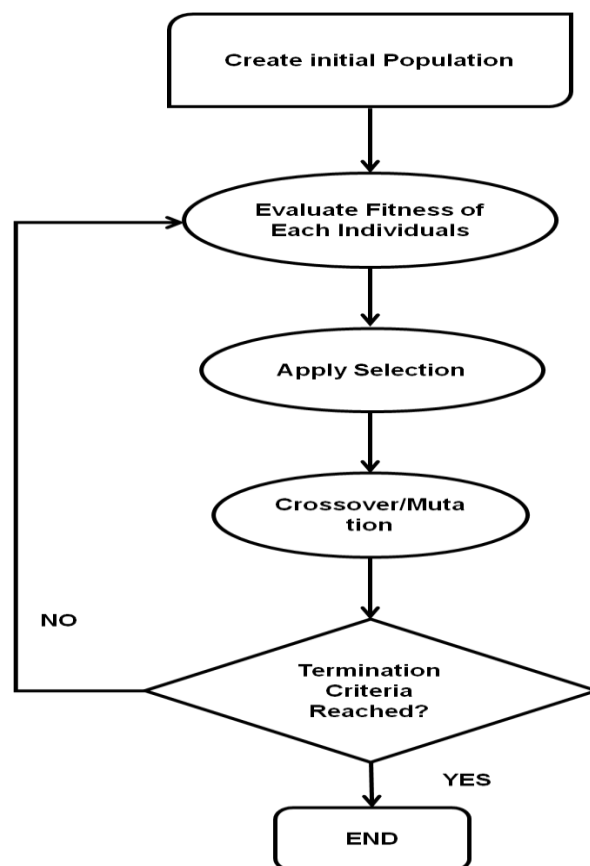 Create initial Population
Evaluate Fitness of
Each Individuals
Apply Selection
Crossover/Muta
tion
NO
Termination
Criteria
Reached?
YES
END